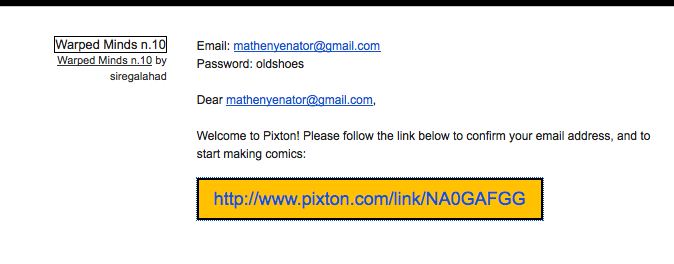 Warped Minds n.10
Warped Minds n.10 by
siregalahad
Email: mathenyenator@gmail.com
Password: oldshoes
Dear mathenyenator@gmail.com,
Welcome to Pixton! Please follow the link below to confirm your email address, and to
start making comics:
http://www.pixton.com/link/NA0GAFGG